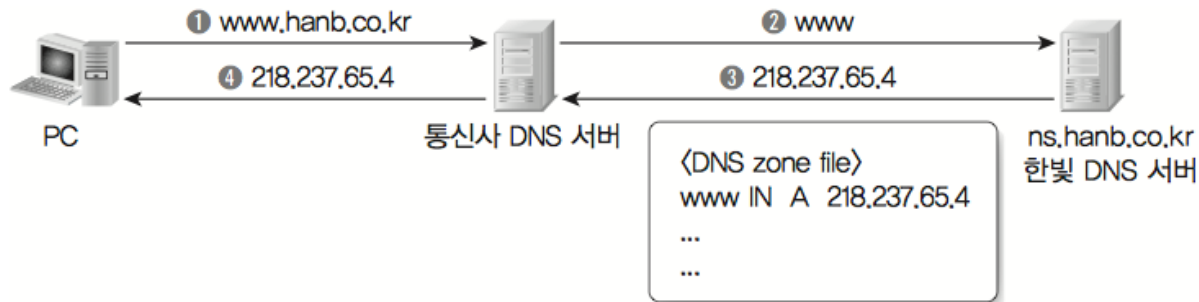 ❶ www.hanb.co.kr
❷ www
❹ 218.237.65.4
❸ 218.237.65.4
PC
통신사 DNS 서버
ns.hanb.co.kr
한빛 DNS 서버
〈DNS zone file〉
www IN A 218.237.65.4
...
...